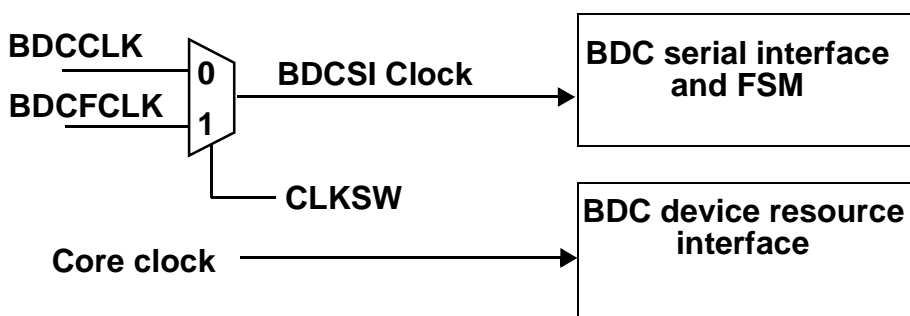 BDCCLK
0
BDCSI Clock
BDC serial interface
and FSM
BDCFCLK
1
CLKSW
BDC device resource
interface
Core clock